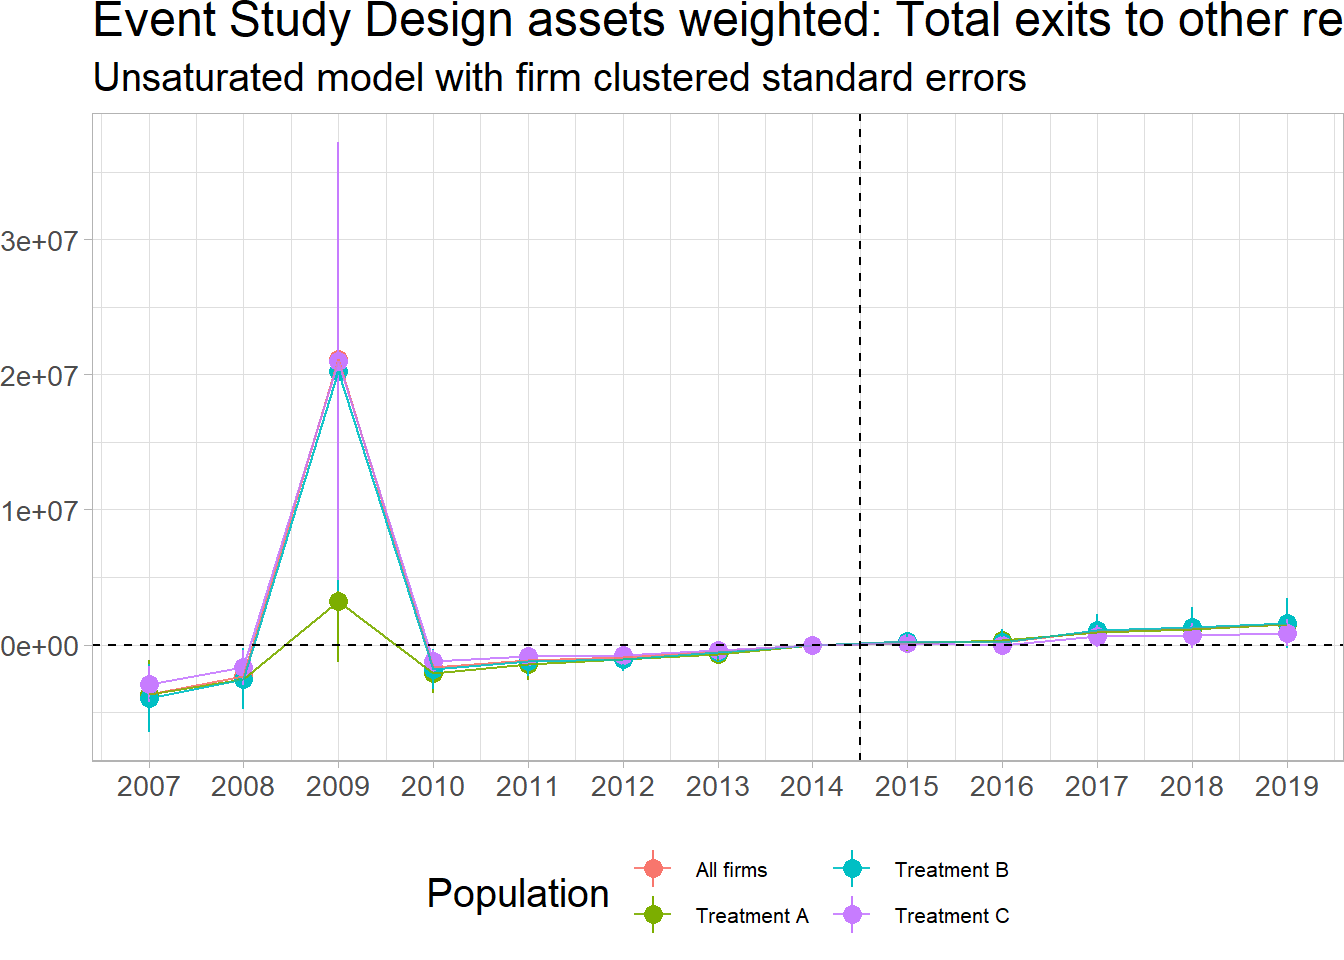 Event Study Design assets weighted: Total exits to other re
Unsaturated model with firm clustered standard errors
3e+07
2e+07
1e+07
0e+00
2007 2008 2009 2010 2011 2012 2013 2014 2015 2016 2017 2018 2019
Population
All firms
Treatment A
Treatment B
Treatment C